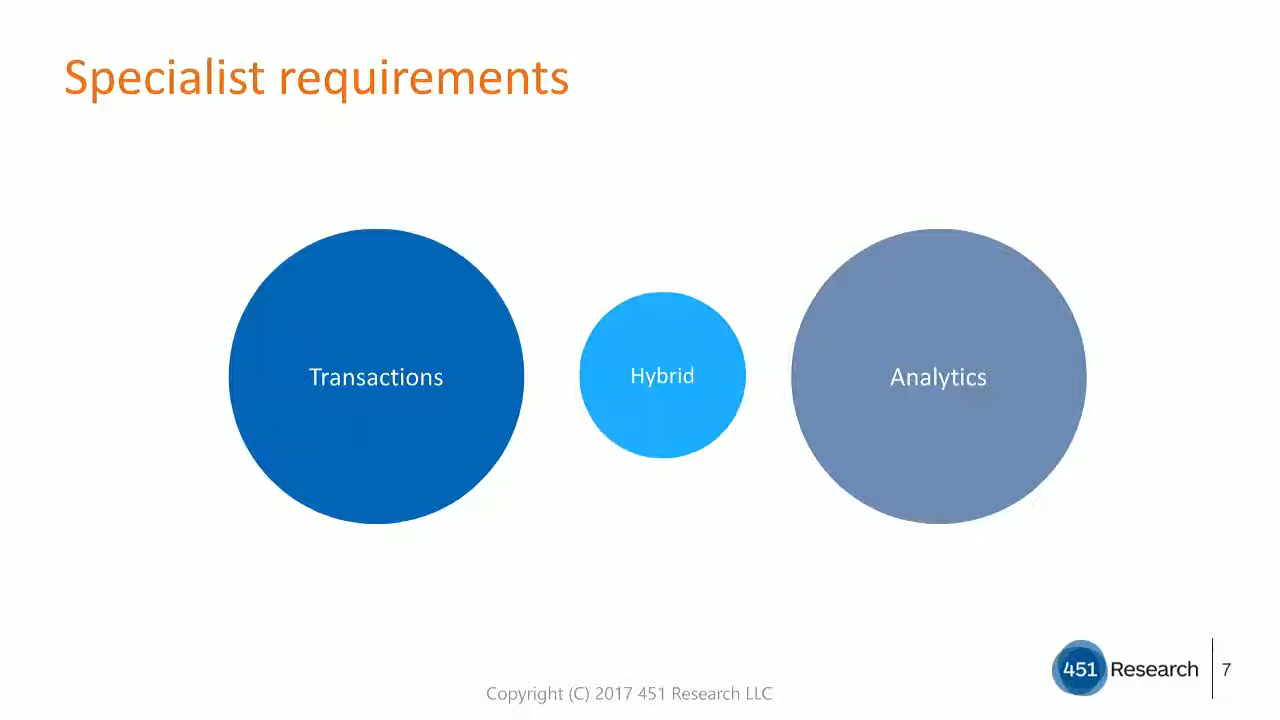 Specialist requirements
Transactions
Hybrid
Analytics
451 Research
7
Copyright (C) 2017 451 Research LLC